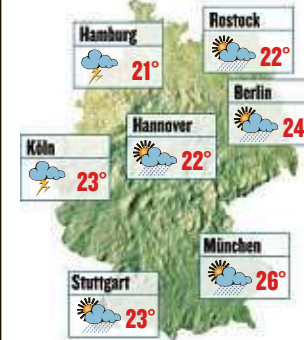 Hamburg
21°
Rostock
22°
Berlin
24
Hannover
22°
Köln
23°
München
26°
Stuttgart
23°